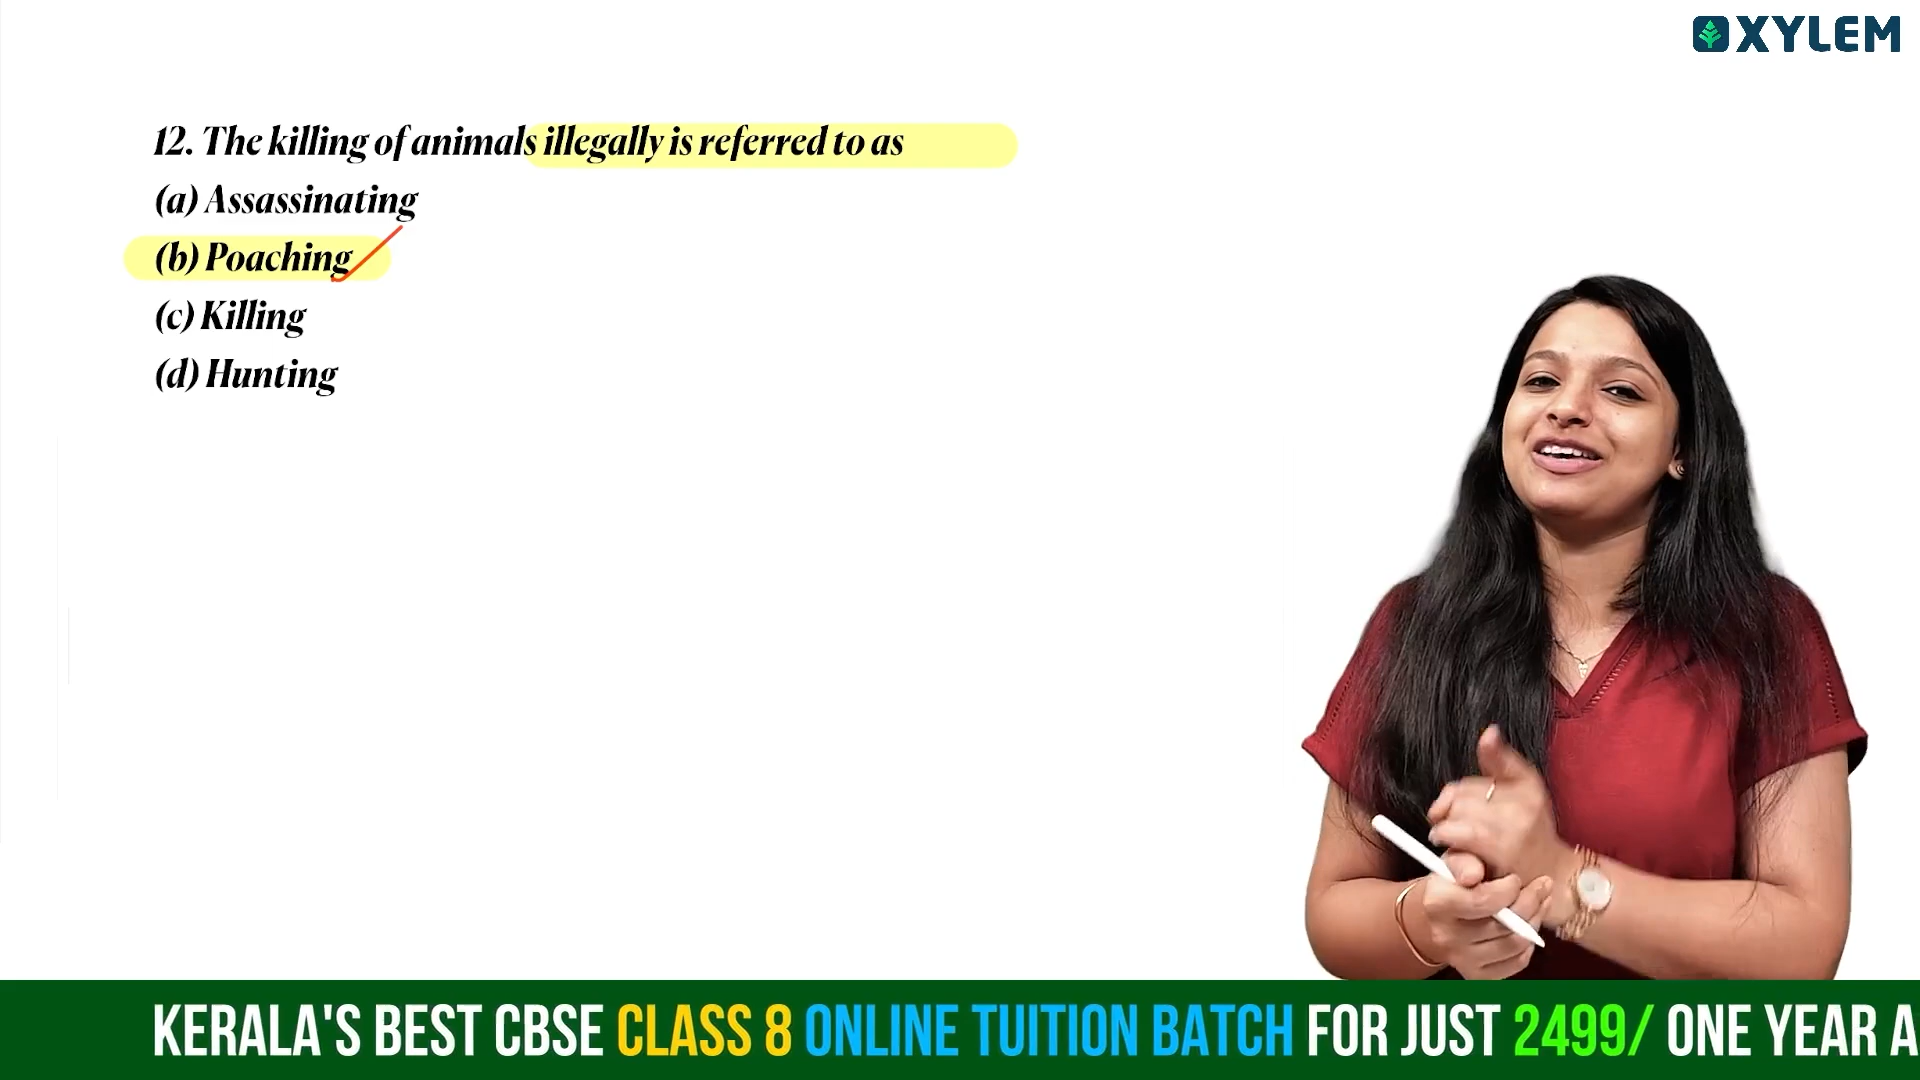 XYLEM
12. The killing of animals illegally is referred to as
(a) Assassinating
(b) Poaching
(c) Killing
(d) Hunting
KERALA'S BEST CBSE CLASS 8 ONLINE TUITION BATCH FOR JUST 2499/ ONE YEAR A